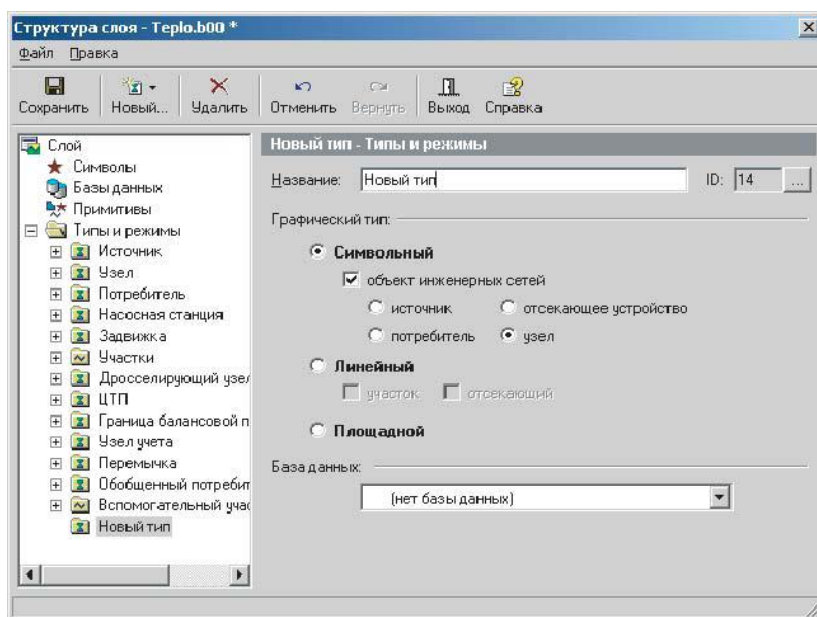 Структура слоя - Teplo.b00 *
Файл Правка
Сохранить Новый... Удалить Отменить Вернуть Выход Справка
Слой
Символы
Базы данных
Примитивы
Типы и режимы
Источник
Узел
Потребитель
Насосная станция
Задвижка
Участки
Дросселирующий узел
ЦТП
Граница балансовой п
Узел учета
Перемычка
Обобщенный потребит
Вспомогательный учас
Новый тип
Новый тип - Типы и режимы
Название: Новый тип ID: 14 ...
Графический тип:
Символьный
объект инженерных сетей
источник отсекающее устройство
потребитель узел
Линейный
участок отсекающий
Площадной
База данных:
(нет базы данных)